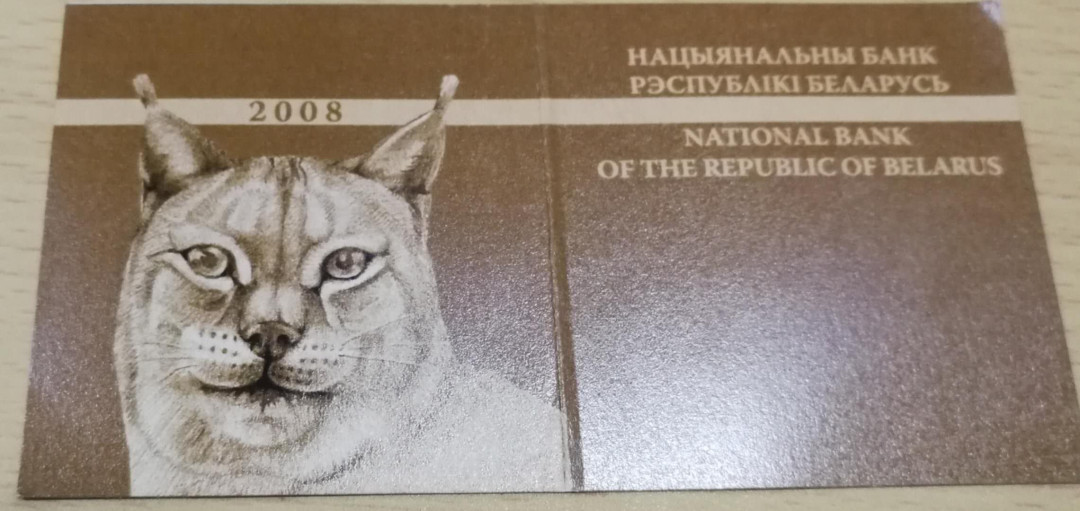 2008
НАЦЫЯНАЛЬНЫ БАНК
РЭСПУБЛІКІ БЕЛАРУСЬ
NATIONAL BANK
OF THE REPUBLIC OF BELARUS